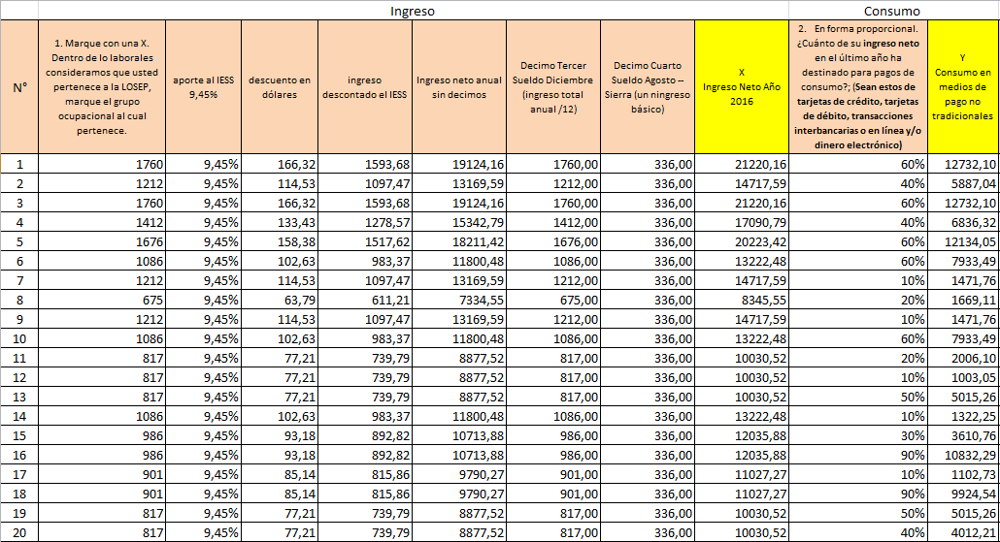 Ingreso Consumo
N° 1. Marque con una X. Dentro de lo laborales consideramos que usted pertenece a la LOSEP, marque el grupo ocupacional al cual pertenece. aporte al IESS 9,45% descuento en dólares ingreso descontado el IESS Ingreso neto anual sin decimos Decimo Tercer Sueldo Diciembre (ingreso total anual /12) Decimo Cuarto Sueldo Agosto – Sierra (un ningreso básico) X Ingreso Neto Año 2016 2. En forma proporcional. ¿Cuánto de su ingreso neto en el último año ha destinado para pagos de consumo?; (Sean estos de tarjetas de crédito, tarjetas de débito, transacciones interbancarias o en línea y/o dinero electrónico) Y Consumo en medios de pago no tradicionales
1 1760 9,45% 166,32 1593,68 19124,16 1760,00 336,00 21220,16 60% 12732,10
2 1212 9,45% 114,53 1097,47 13169,59 1212,00 336,00 14717,59 40% 5887,04
3 1760 9,45% 166,32 1593,68 19124,16 1760,00 336,00 21220,16 60% 12732,10
4 1412 9,45% 133,43 1278,57 15342,79 1412,00 336,00 17090,79 40% 6836,32
5 1676 9,45% 158,38 1517,62 18211,42 1676,00 336,00 20223,42 60% 12134,05
6 1086 9,45% 102,63 983,37 11800,48 1086,00 336,00 13222,48 60% 7933,49
7 1212 9,45% 114,53 1097,47 13169,59 1212,00 336,00 14717,59 10% 1471,76
8 675 9,45% 63,79 611,21 7334,55 675,00 336,00 8345,55 20% 1669,11
9 1212 9,45% 114,53 1097,47 13169,59 1212,00 336,00 14717,59 10% 1471,76
10 1086 9,45% 102,63 983,37 11800,48 1086,00 336,00 13222,48 60% 7933,49
11 817 9,45% 77,21 739,79 8877,52 817,00 336,00 10030,52 20% 2006,10
12 817 9,45% 77,21 739,79 8877,52 817,00 336,00 10030,52 10% 1003,05
13 817 9,45% 77,21 739,79 8877,52 817,00 336,00 10030,52 50% 5015,26
14 1086 9,45% 102,63 983,37 11800,48 1086,00 336,00 13222,48 10% 1322,25
15 986 9,45% 93,18 892,82 10713,88 986,00 336,00 12035,88 30% 3610,76
16 986 9,45% 93,18 892,82 10713,88 986,00 336,00 12035,88 90% 10832,29
17 901 9,45% 85,14 815,86 9790,27 901,00 336,00 11027,27 10% 1102,73
18 901 9,45% 85,14 815,86 9790,27 901,00 336,00 11027,27 90% 9924,54
19 817 9,45% 77,21 739,79 8877,52 817,00 336,00 10030,52 50% 5015,26
20 817 9,45% 77,21 739,79 8877,52 817,00 336,00 10030,52 40% 4012,21